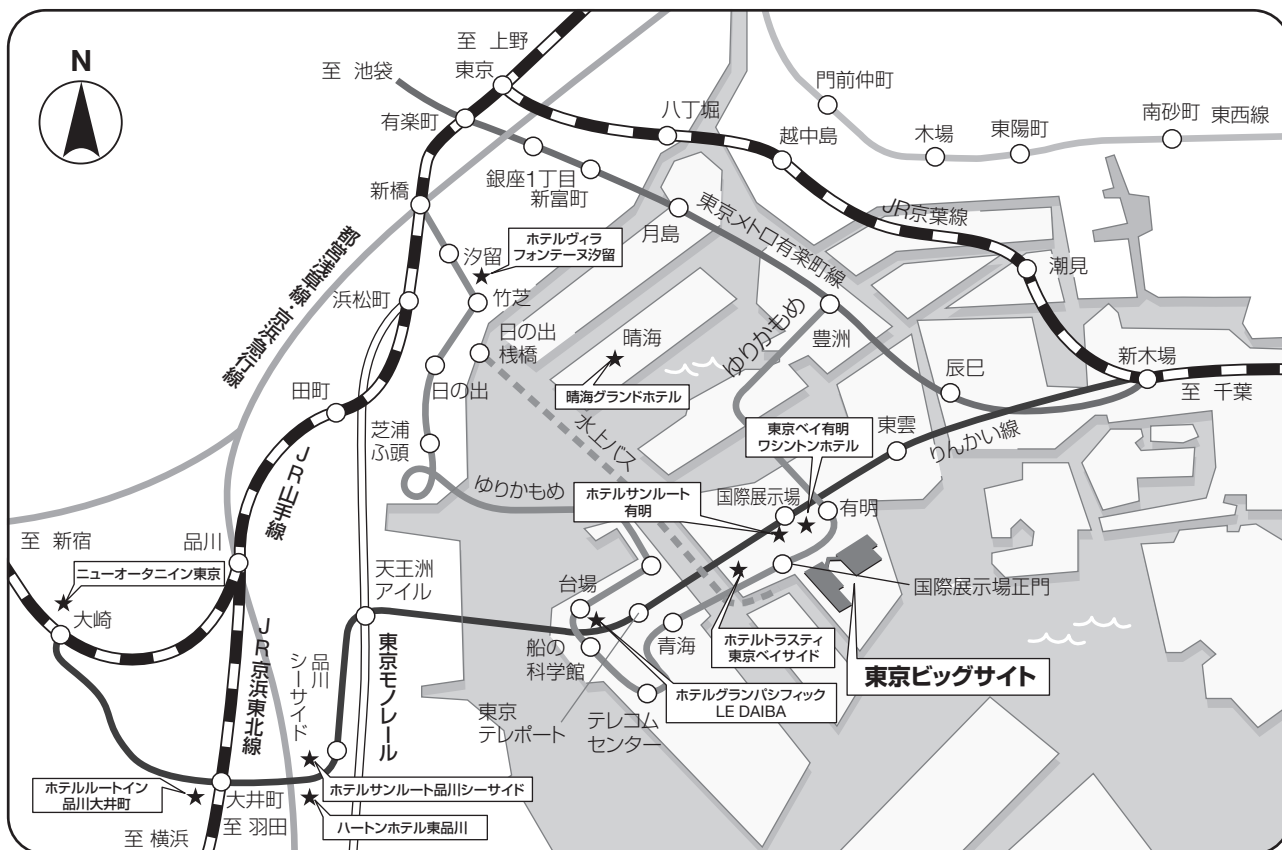 N
至 上野
至 池袋
東京
有楽町
八丁堀
越中島
門前仲町
木場
東陽町
南砂町
東西線
新橋
銀座1丁目
新富町
月島
東京メトロ有楽町線
JR京葉線
潮見
都営浅草線・京浜急行線
汐留
ホテルヴィラ
フォンテーヌ汐留
浜松町
竹芝
日の出
桟橋
晴海
晴海グランドホテル
ゆりかもめ
豊洲
辰巳
新木場
至 千葉
田町
日の出
芝浦
ふ頭
水上バス
東京ベイ有明
ワシントンホテル
東雲
りんかい線
JR山手線
ゆりかもめ
ホテルサンルート
有明
国際展示場
有明
至 新宿
品川
ニューオータニイン東京
大崎
天王洲
アイル
台場
国際展示場正門
船の
科学館
青海
ホテルトラスティ
東京ベイサイド
東京ビッグサイト
JR京浜東北線
品川
シーサイド
東京モノレール
東京
テレポート
テレコム
センター
ホテルグランパシフィック
LE DAIBA
ホテルルートイン
品川大井町
大井町
ホテルサンルート品川シーサイド
至 横浜
至 羽田
ハートンホテル東品川